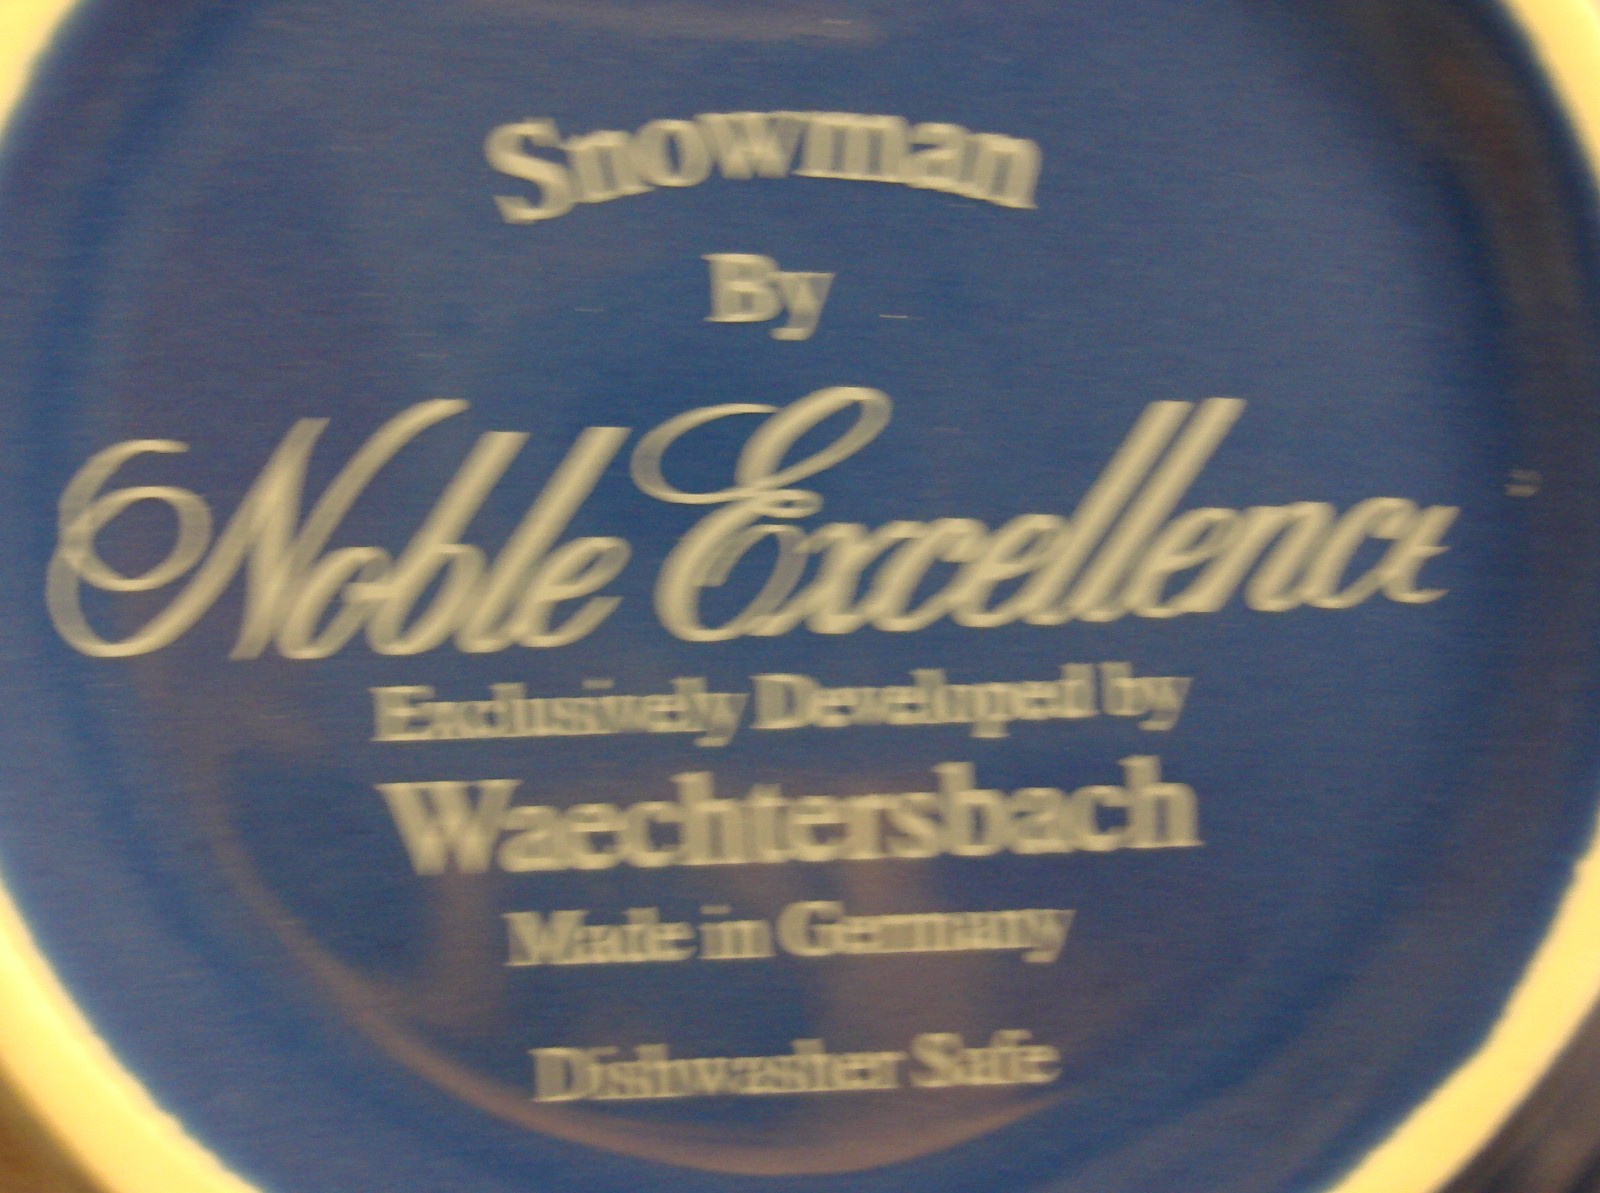 Snowman
By
Noble Excellence
Exclusively Developed by
Waechtersbach
Made in Germany
Dishwasher Safe